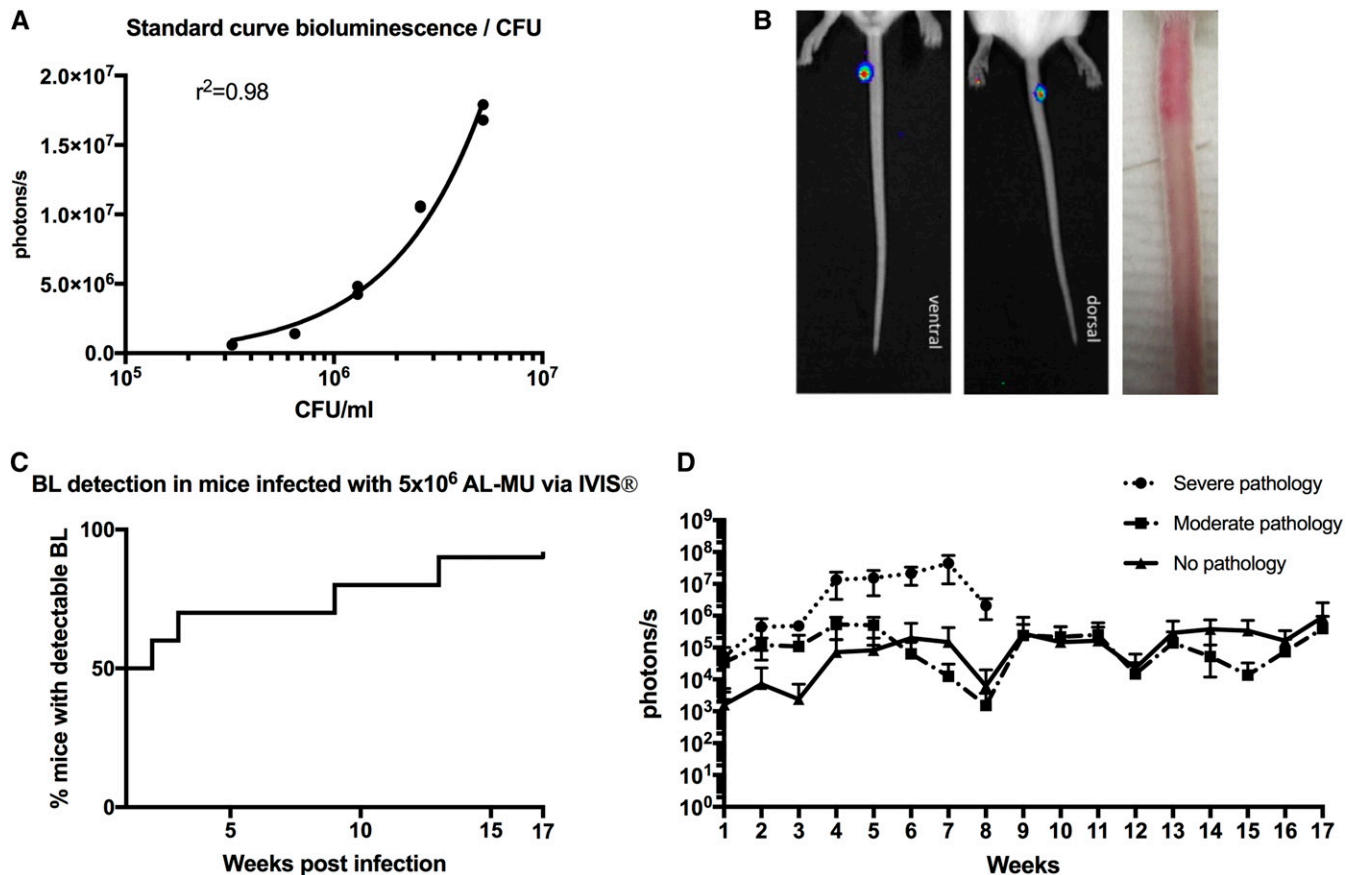 A
Standard curve bioluminescence / CFU
2.0×10⁷
1.5×10⁷
1.0×10⁷
5.0×10⁶
0.0
photons/s
r²=0.98
10⁵ 10⁶ 10⁷
CFU/ml
B
ventral
dorsal
C
BL detection in mice infected with 5x10⁶ AL-MU via IVIS®
100
50
0
% mice with detectable BL
5 10 15 17
Weeks post infection
D
Severe pathology
Moderate pathology
No pathology
10⁹
10⁸
10⁷
10⁶
10⁵
10⁴
10³
10²
10¹
10⁰
photons/s
1 2 3 4 5 6 7 8 9 10 11 12 13 14 15 16 17
Weeks